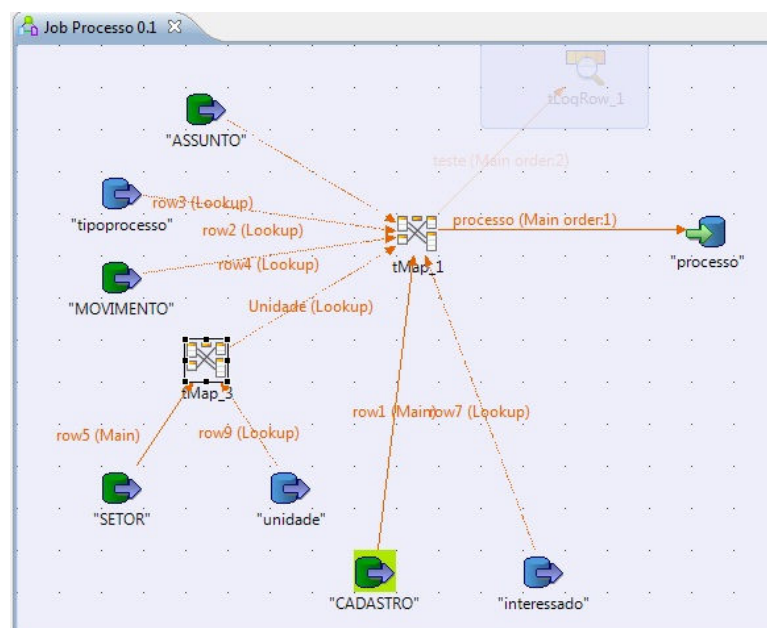 Job Processo 0.1
tLogRow_1
"ASSUNTO"
teste (Main order:2)
"tipoprocesso"
row3 (Lookup)
row2 (Lookup)
processo (Main order:1)
tMap_1
"processo"
row4 (Lookup)
"MOVIMENTO"
Unidade (Lookup)
tMap_3
row1 (Main)
row7 (Lookup)
row5 (Main)
row9 (Lookup)
"SETOR"
"unidade"
"CADASTRO"
"interessado"